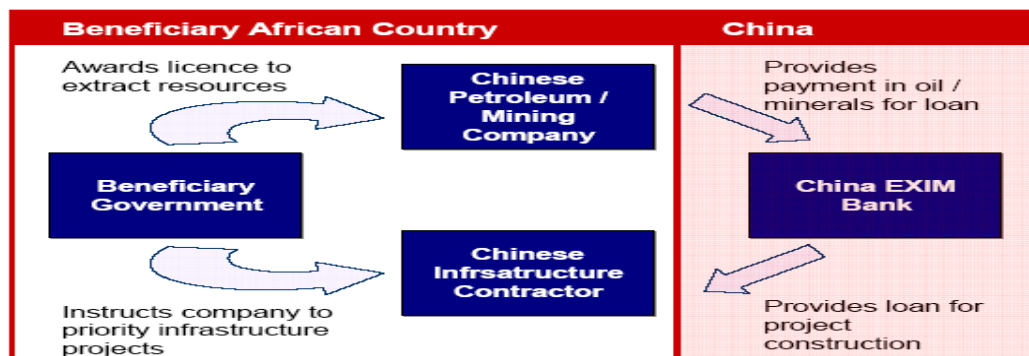 Beneficiary African Country
China
Awards licence to
extract resources
Chinese
Petroleum /
Mining
Company
Provides
payment in oil /
minerals for loan
Beneficiary
Government
China EXIM
Bank
Chinese
Infrsatructure
Contractor
Instructs company to
priority infrastructure
projects
Provides loan for
project
construction